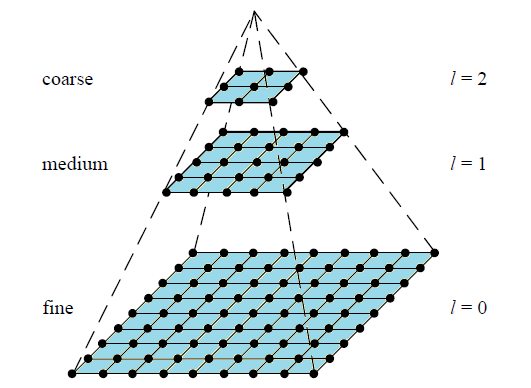 coarse l = 2
medium l = 1
fine l = 0